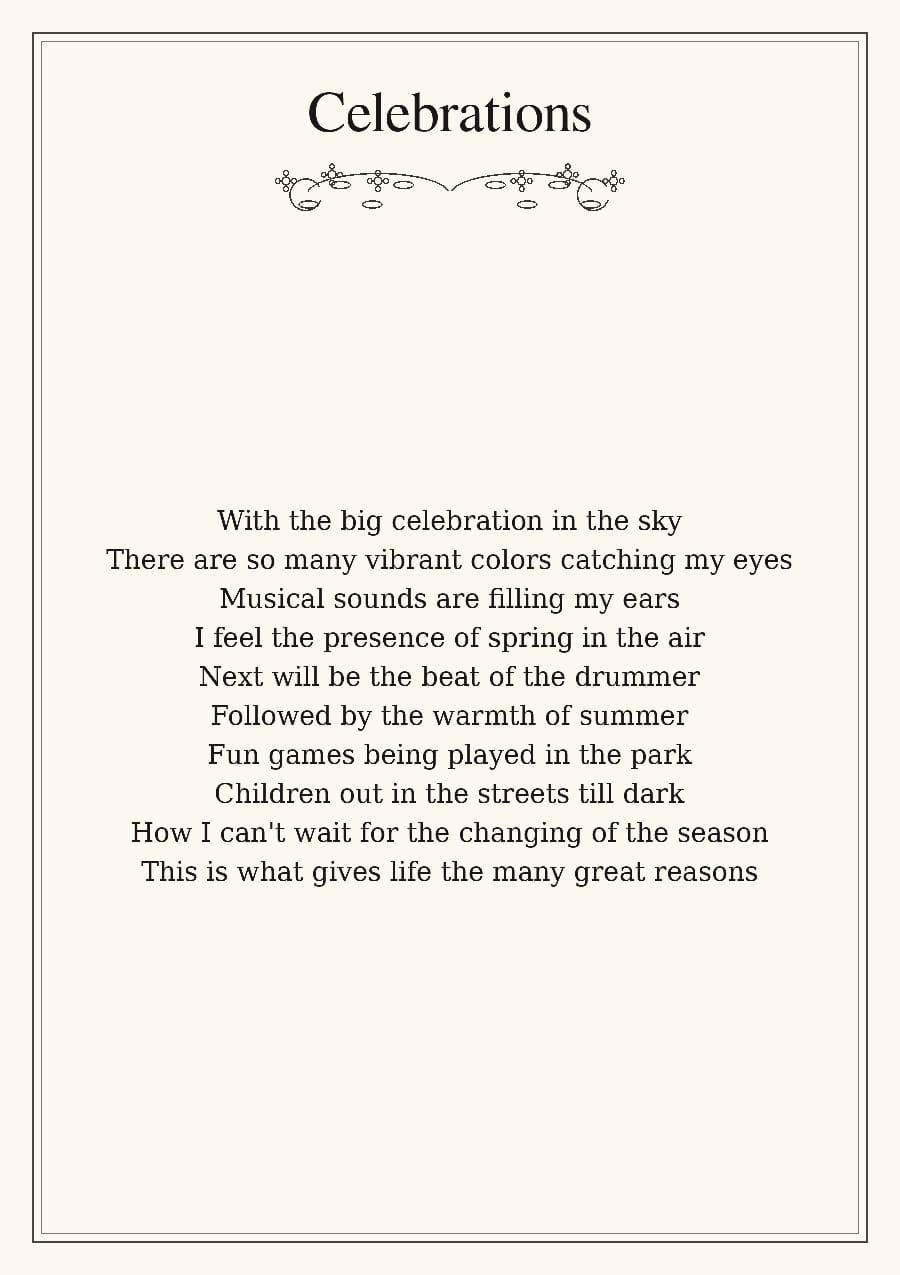 Celebrations
With the big celebration in the sky
There are so many vibrant colors catching my eyes
Musical sounds are filling my ears
I feel the presence of spring in the air
Next will be the beat of the drummer
Followed by the warmth of summer
Fun games being played in the park
Children out in the streets till dark
How I can't wait for the changing of the season
This is what gives life the many great reasons